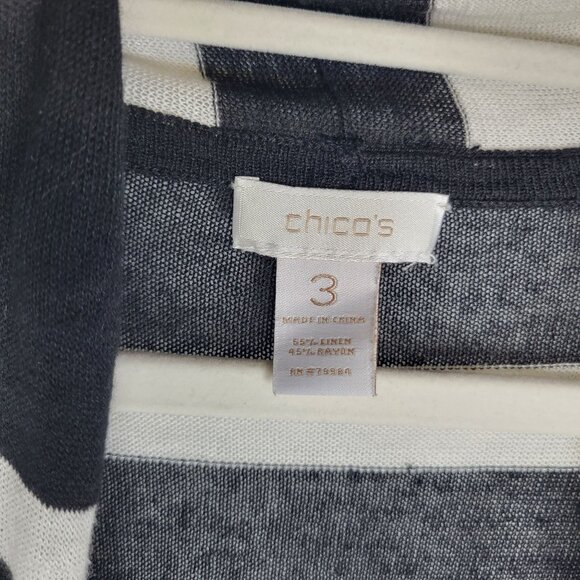 chico's
3
MADE IN CHINA
55% LINEN
45% RAYON
RN #79984